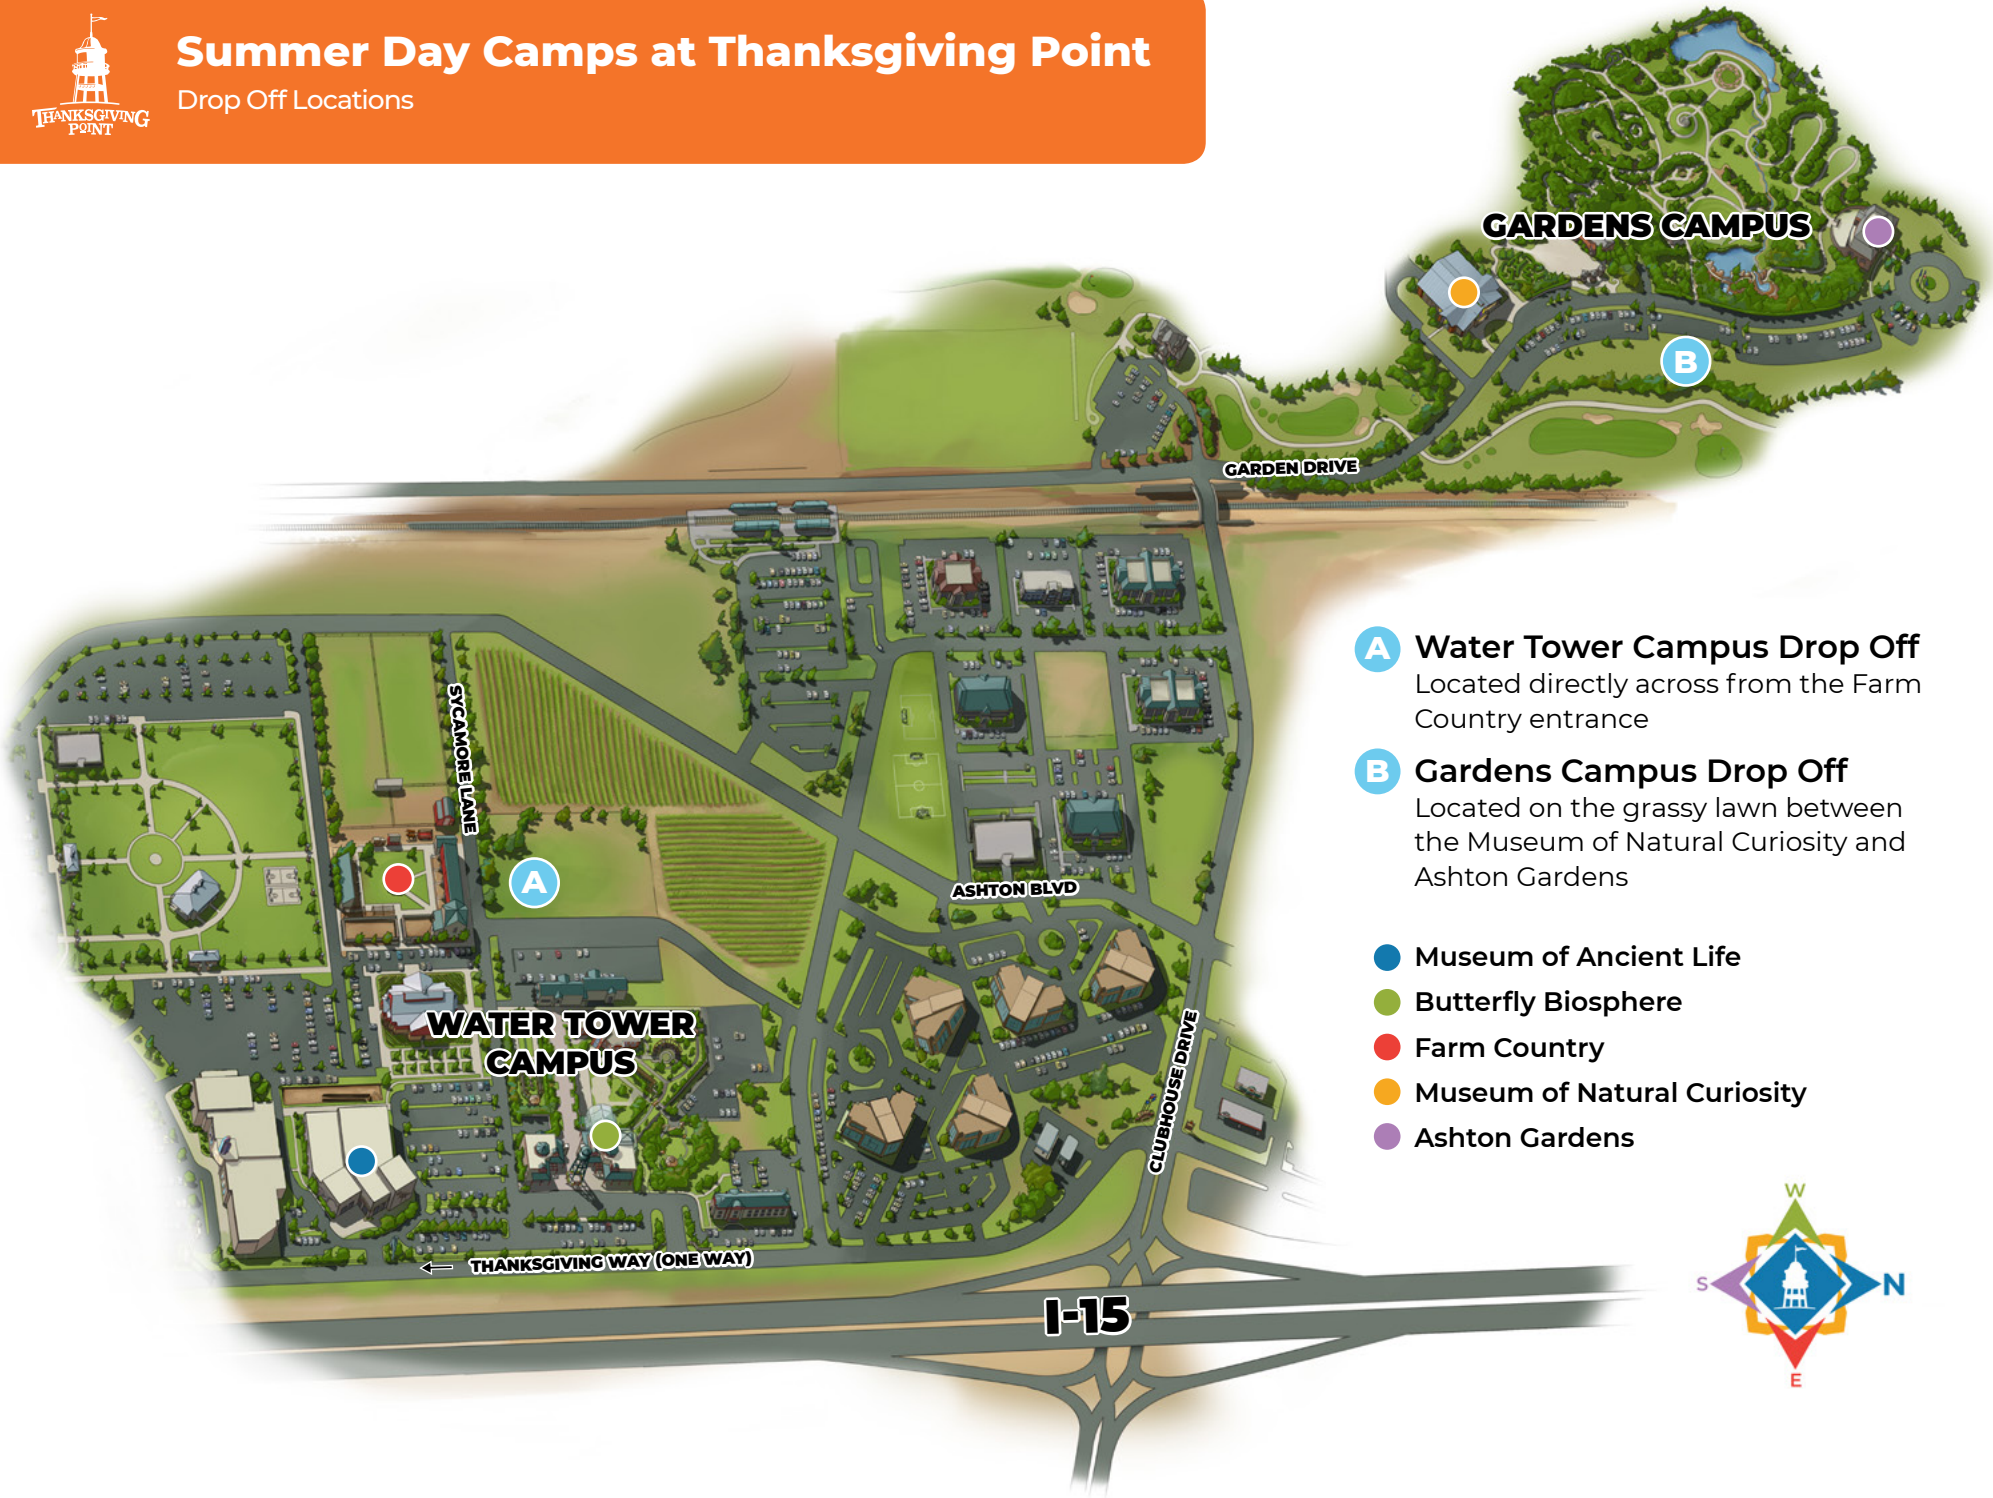 THANKSGIVING
POINT
Summer Day Camps at Thanksgiving Point
Drop Off Locations
GARDENS CAMPUS
B
GARDEN DRIVE
SYCAMORE LANE
A
ASHTON BLVD
WATER TOWER
CAMPUS
CLUBHOUSE DRIVE
THANKSGIVING WAY (ONE WAY)
I-15
A Water Tower Campus Drop Off
Located directly across from the Farm
Country entrance
B Gardens Campus Drop Off
Located on the grassy lawn between
the Museum of Natural Curiosity and
Ashton Gardens
Museum of Ancient Life
Butterfly Biosphere
Farm Country
Museum of Natural Curiosity
Ashton Gardens
W
S N
E